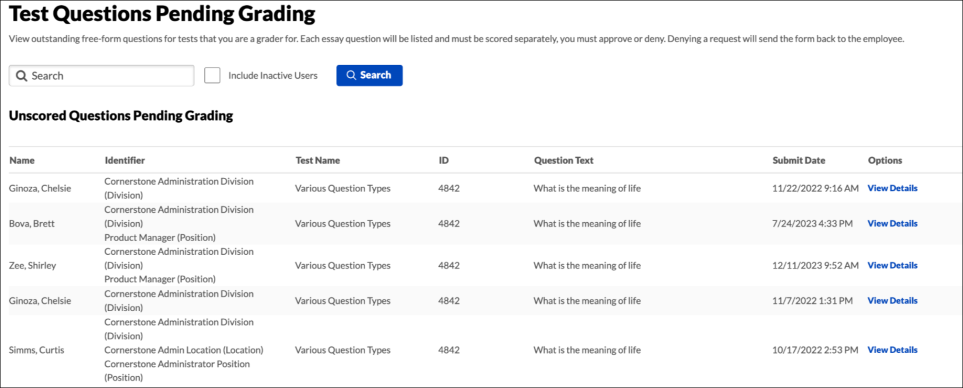 Test Questions Pending Grading
View outstanding free-form questions for tests that you are a grader for. Each essay question will be listed and must be scored separately, you must approve or deny. Denying a request will send the form back to the employee.
Search
Include Inactive Users
Search
Unscored Questions Pending Grading
Name Identifier Test Name ID Question Text Submit Date Options
Ginoza, Chelsie Cornerstone Administration Division Various Question Types 4842 What is the meaning of life 11/22/2022 9:16 AM View Details
(Division)
Cornerstone Administration Division
Bova, Brett (Division) Various Question Types 4842 What is the meaning of life 7/24/2023 4:33 PM View Details
Product Manager (Position)
Cornerstone Administration Division
Zee, Shirley (Division) Various Question Types 4842 What is the meaning of life 12/11/2023 9:52 AM View Details
Product Manager (Position)
Ginoza, Chelsie Cornerstone Administration Division Various Question Types 4842 What is the meaning of life 11/7/2022 1:31 PM View Details
(Division)
Cornerstone Administration Division
(Division)
Simms, Curtis Cornerstone Admin Location (Location) Various Question Types 4842 What is the meaning of life 10/17/2022 2:53 PM View Details
Cornerstone Administrator Position
(Position)